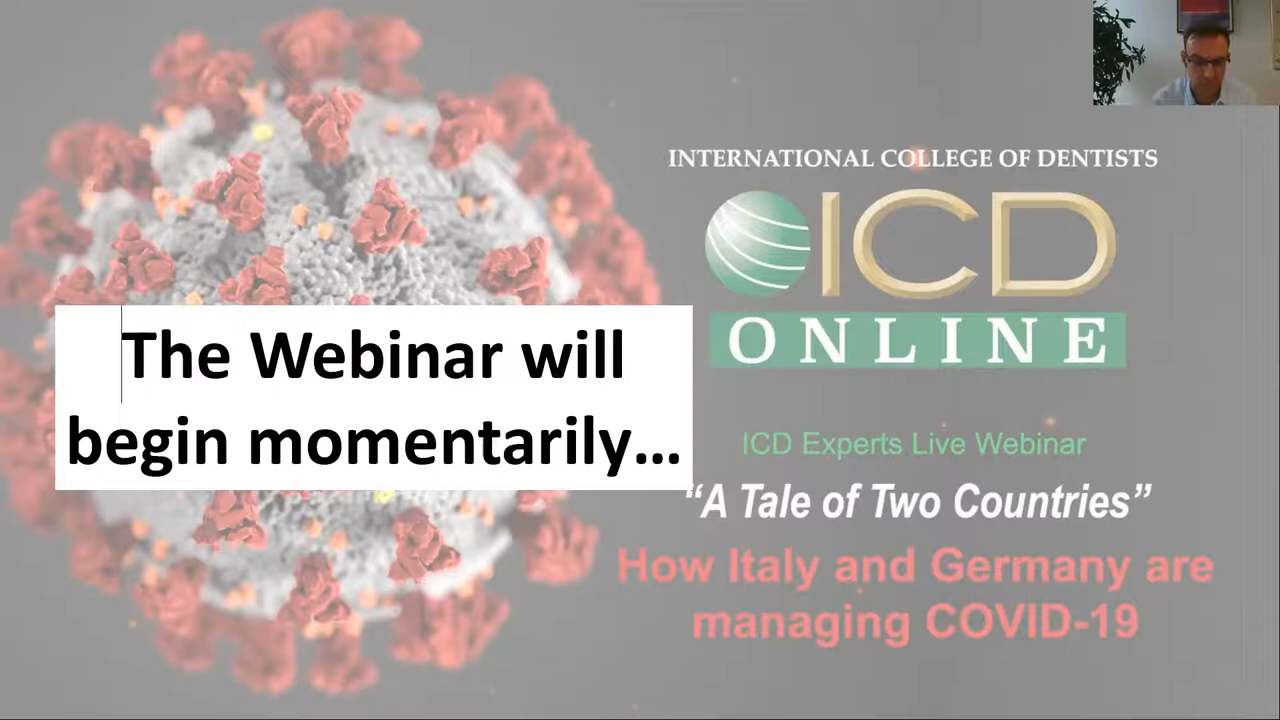 INTERNATIONAL COLLEGE OF DENTISTS
ICD
ONLINE
The Webinar will
begin momentarily...
ICD Experts Live Webinar
“A Tale of Two Countries”
How Italy and Germany are
managing COVID-19